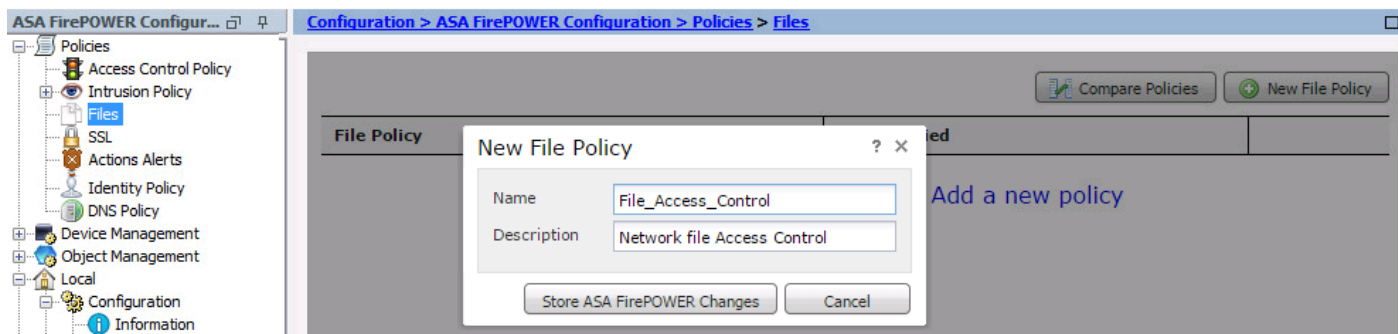 ASA FirePOWER Configur...
Configuration > ASA FirePOWER Configuration > Policies > Files
Policies
Access Control Policy
Intrusion Policy
Files
SSL
Actions Alerts
Identity Policy
DNS Policy
Device Management
Object Management
Local
Configuration
Information
Compare Policies
New File Policy
File Policy
ied
Add a new policy
New File Policy
?
Name
File_Access_Control
Description
Network file Access Control
Store ASA FirePOWER Changes
Cancel